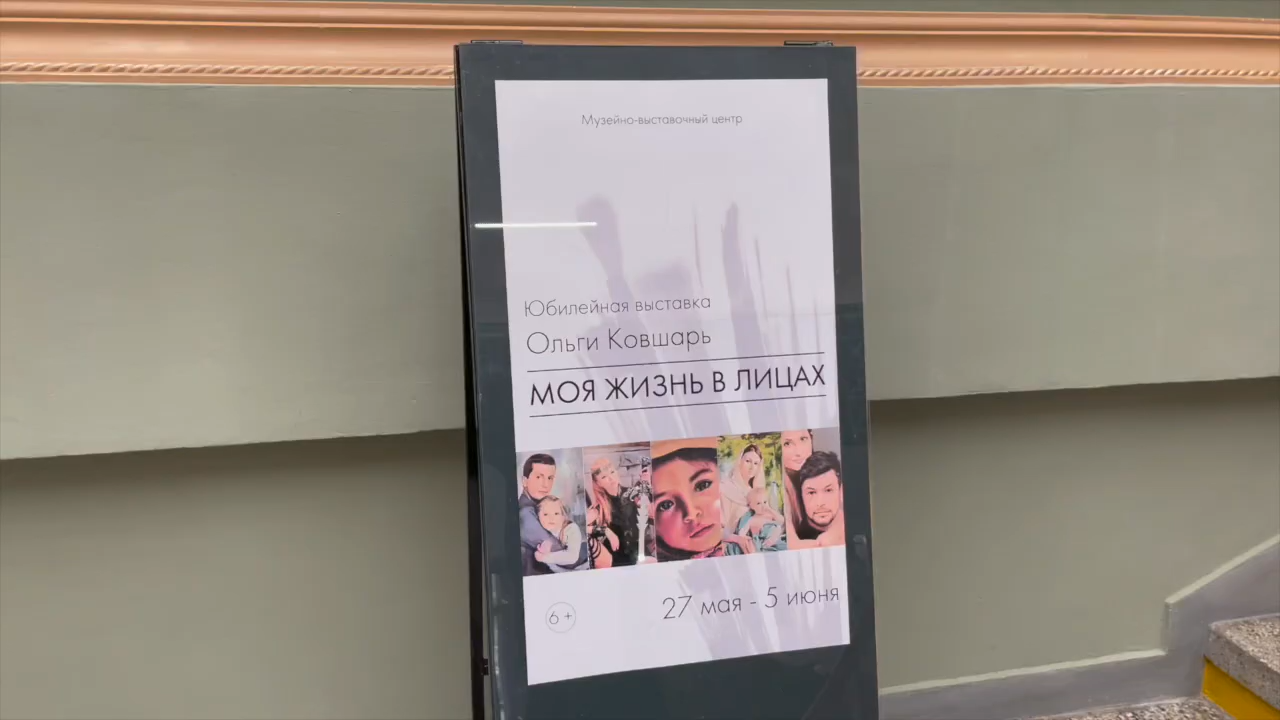 Музейно-выставочный центр
Юбилейная выставка
Ольги Ковшарь
МОЯ ЖИЗНЬ В ЛИЦАХ
6+
27 мая - 5 июня